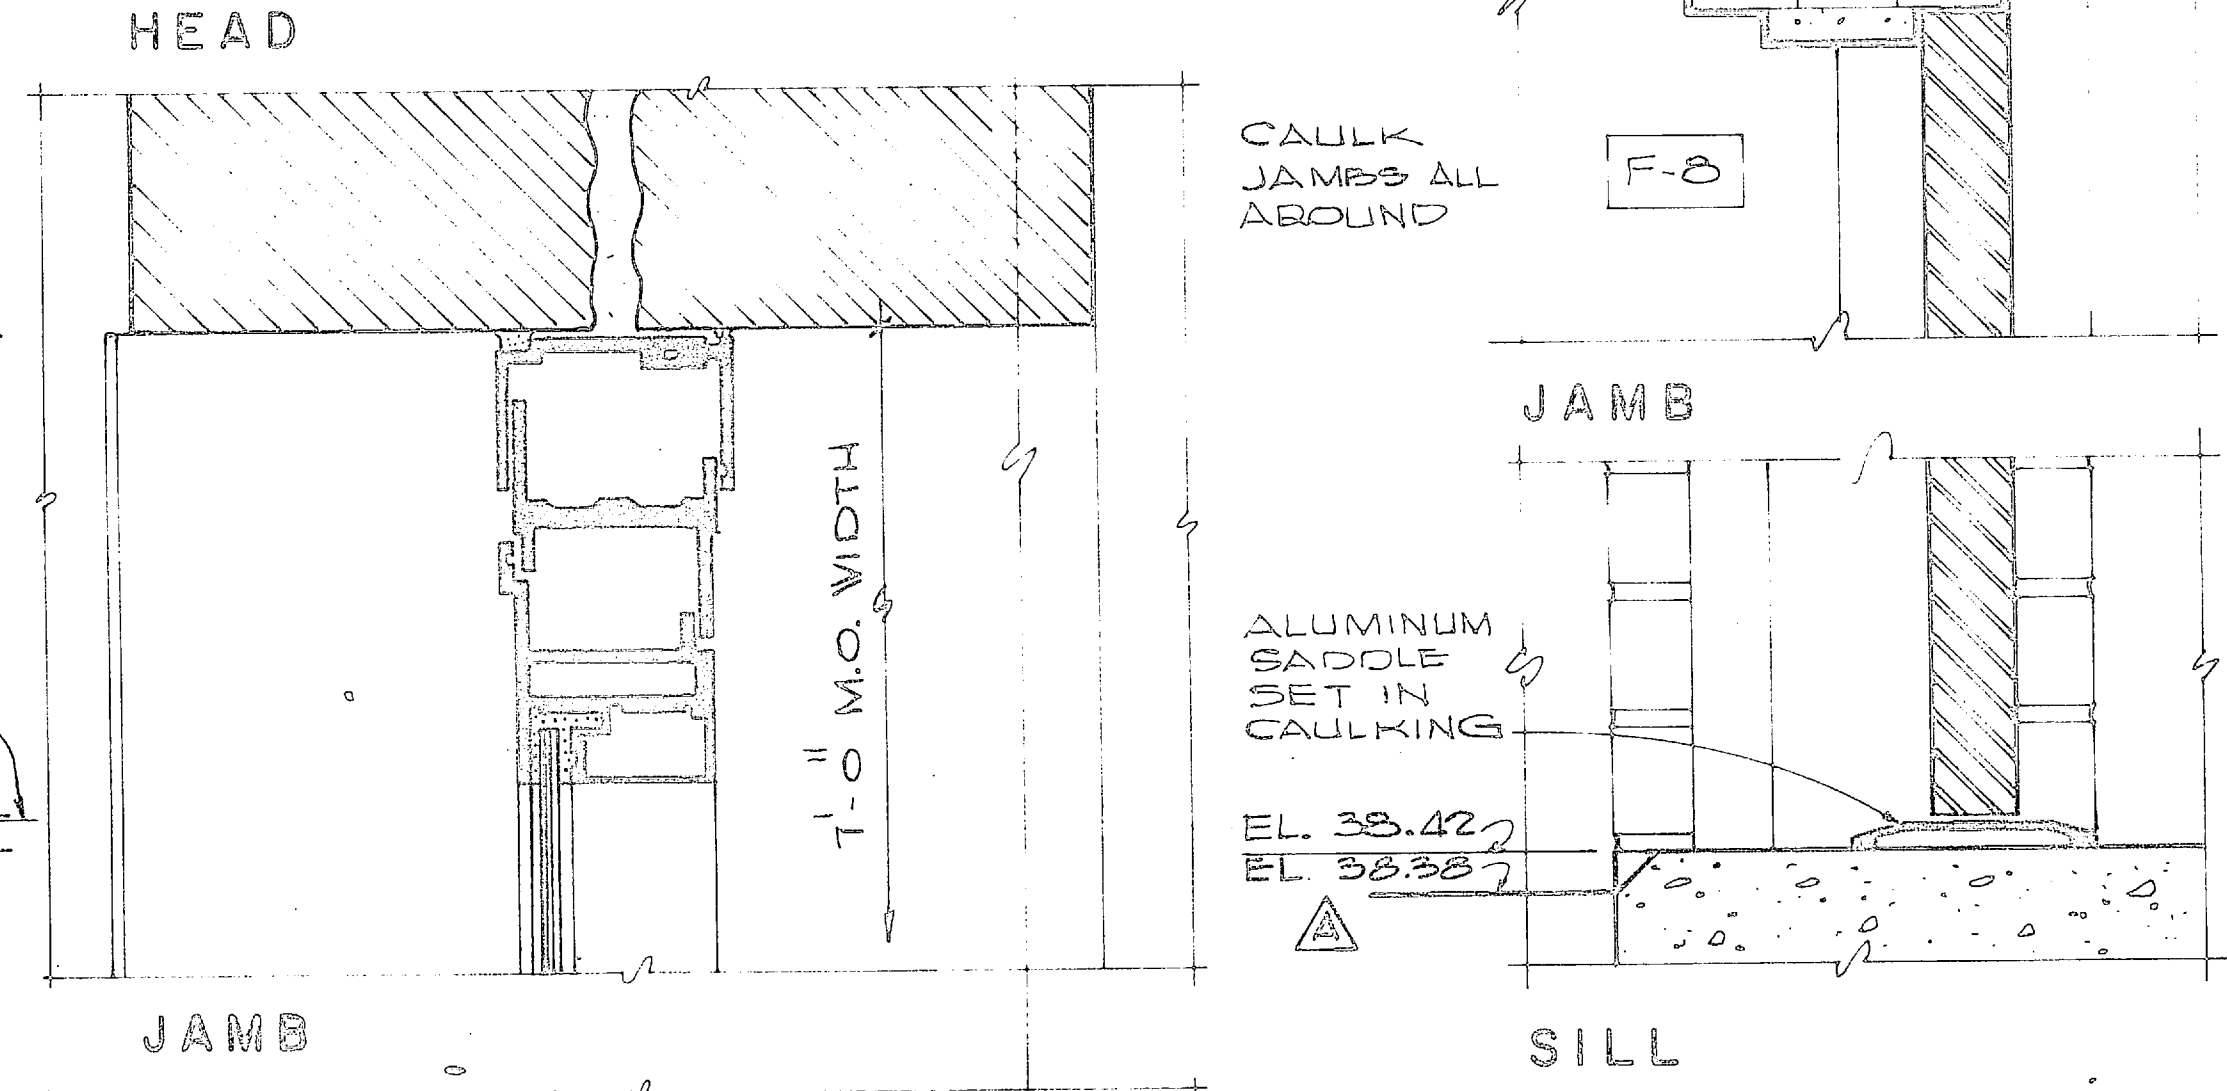 HEAD
CAULK
JAMBS ALL
AROUND
F-8
7'-0" M.O. WIDTH
JAMB
JAMB
ALUMINUM
SADDLE
SET IN
CAULKING
EL. 38.42
EL. 38.38
A
SILL